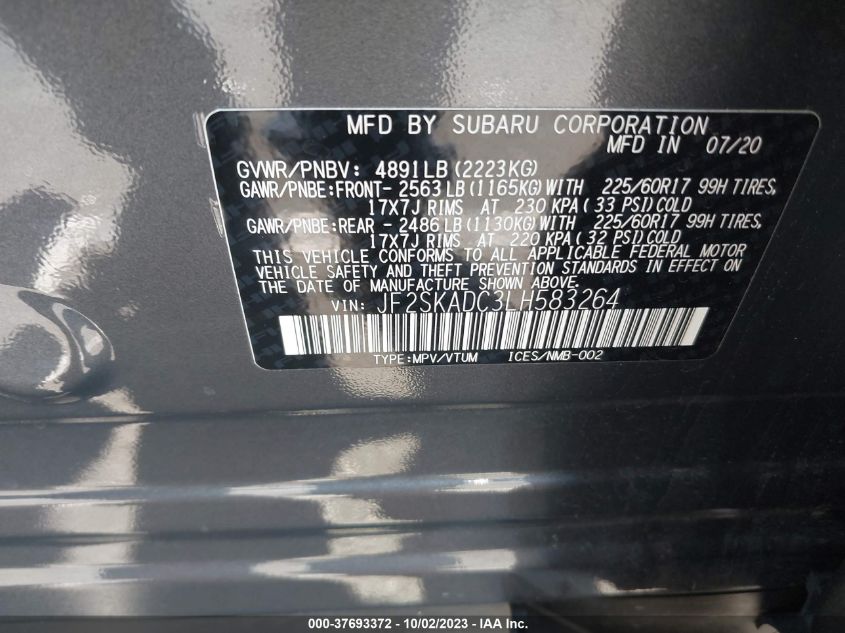 MFD BY SUBARU CORPORATION
MFD IN 07/20
GVWR/PNBV: 4891LB(2223KG)
GAWR/PNBE:FRONT- 2563LB(1165KG)WITH 225/60R17 99H TIRES,
17X7J RIMS AT 230 KPA(33 PSI)COLD
GAWR/PNBE:REAR - 2486LB(1130KG)WITH 225/60R17 99H TIRES,
17X7J RIMS AT 220 KPA(32 PSI)COLD
THIS VEHICLE CONFORMS TO ALL APPLICABLE FEDERAL MOTOR
VEHICLE SAFETY AND THEFT PREVENTION STANDARDS IN EFFECT ON
THE DATE OF MANUFACTURE SHOWN ABOVE.
VIN: JF2SKADC3LH583264
TYPE:MPV/VTUM ICES/NMB-002
000-37693372 - 10/02/2023 - IAA Inc.